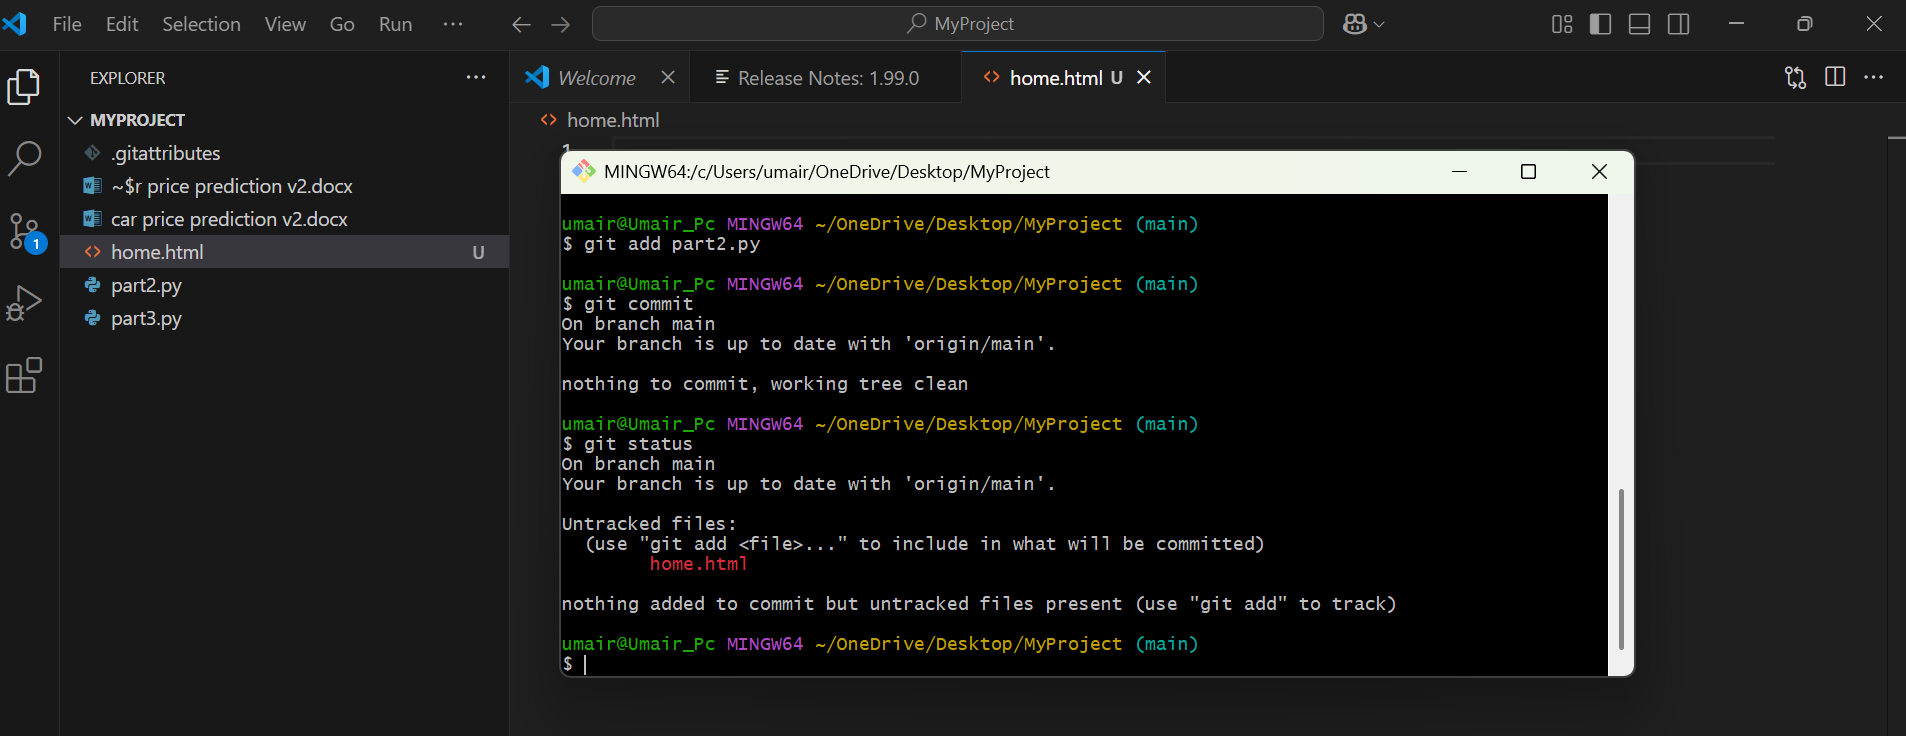 File Edit Selection View Go Run ···
MyProject
EXPLORER ···
Welcome
Release Notes: 1.99.0
home.html U
MYPROJECT
home.html
.gitattributes
~$r price prediction v2.docx
car price prediction v2.docx
home.html U
part2.py
part3.py
1
1
MINGW64:/c/Users/umair/OneDrive/Desktop/MyProject
umair@Umair_Pc MINGW64 ~/OneDrive/Desktop/MyProject (main)
$ git add part2.py
umair@Umair_Pc MINGW64 ~/OneDrive/Desktop/MyProject (main)
$ git commit
On branch main
Your branch is up to date with 'origin/main'.
nothing to commit, working tree clean
umair@Umair_Pc MINGW64 ~/OneDrive/Desktop/MyProject (main)
$ git status
On branch main
Your branch is up to date with 'origin/main'.
Untracked files:
(use "git add <file>..." to include in what will be committed)
home.html
nothing added to commit but untracked files present (use "git add" to track)
umair@Umair_Pc MINGW64 ~/OneDrive/Desktop/MyProject (main)
$